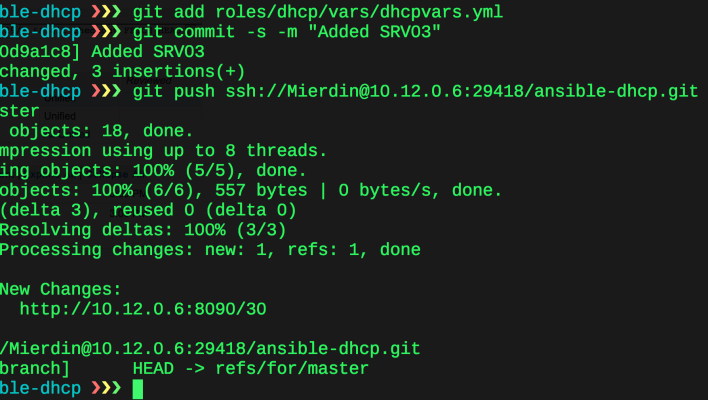 ble-dhcp ❯❯❯ git add roles/dhcp/vars/dhcpvars.yml
ble-dhcp ❯❯❯ git commit -s -m "Added SRV03"
0d9a1c8] Added SRV03
changed, 3 insertions(+)
ble-dhcp ❯❯❯ git push ssh://Mierdin@10.12.0.6:29418/ansible-dhcp.git
ster
Unified
objects: 18, done.
mpression using up to 8 threads.
ing objects: 100% (5/5), done.
objects: 100% (6/6), 557 bytes | 0 bytes/s, done.
(delta 3), reused 0 (delta 0)
Resolving deltas: 100% (3/3)
Processing changes: new: 1, refs: 1, done
New Changes:
http://10.12.0.6:8090/30
/Mierdin@10.12.0.6:29418/ansible-dhcp.git
branch] HEAD -> refs/for/master
ble-dhcp ❯❯❯